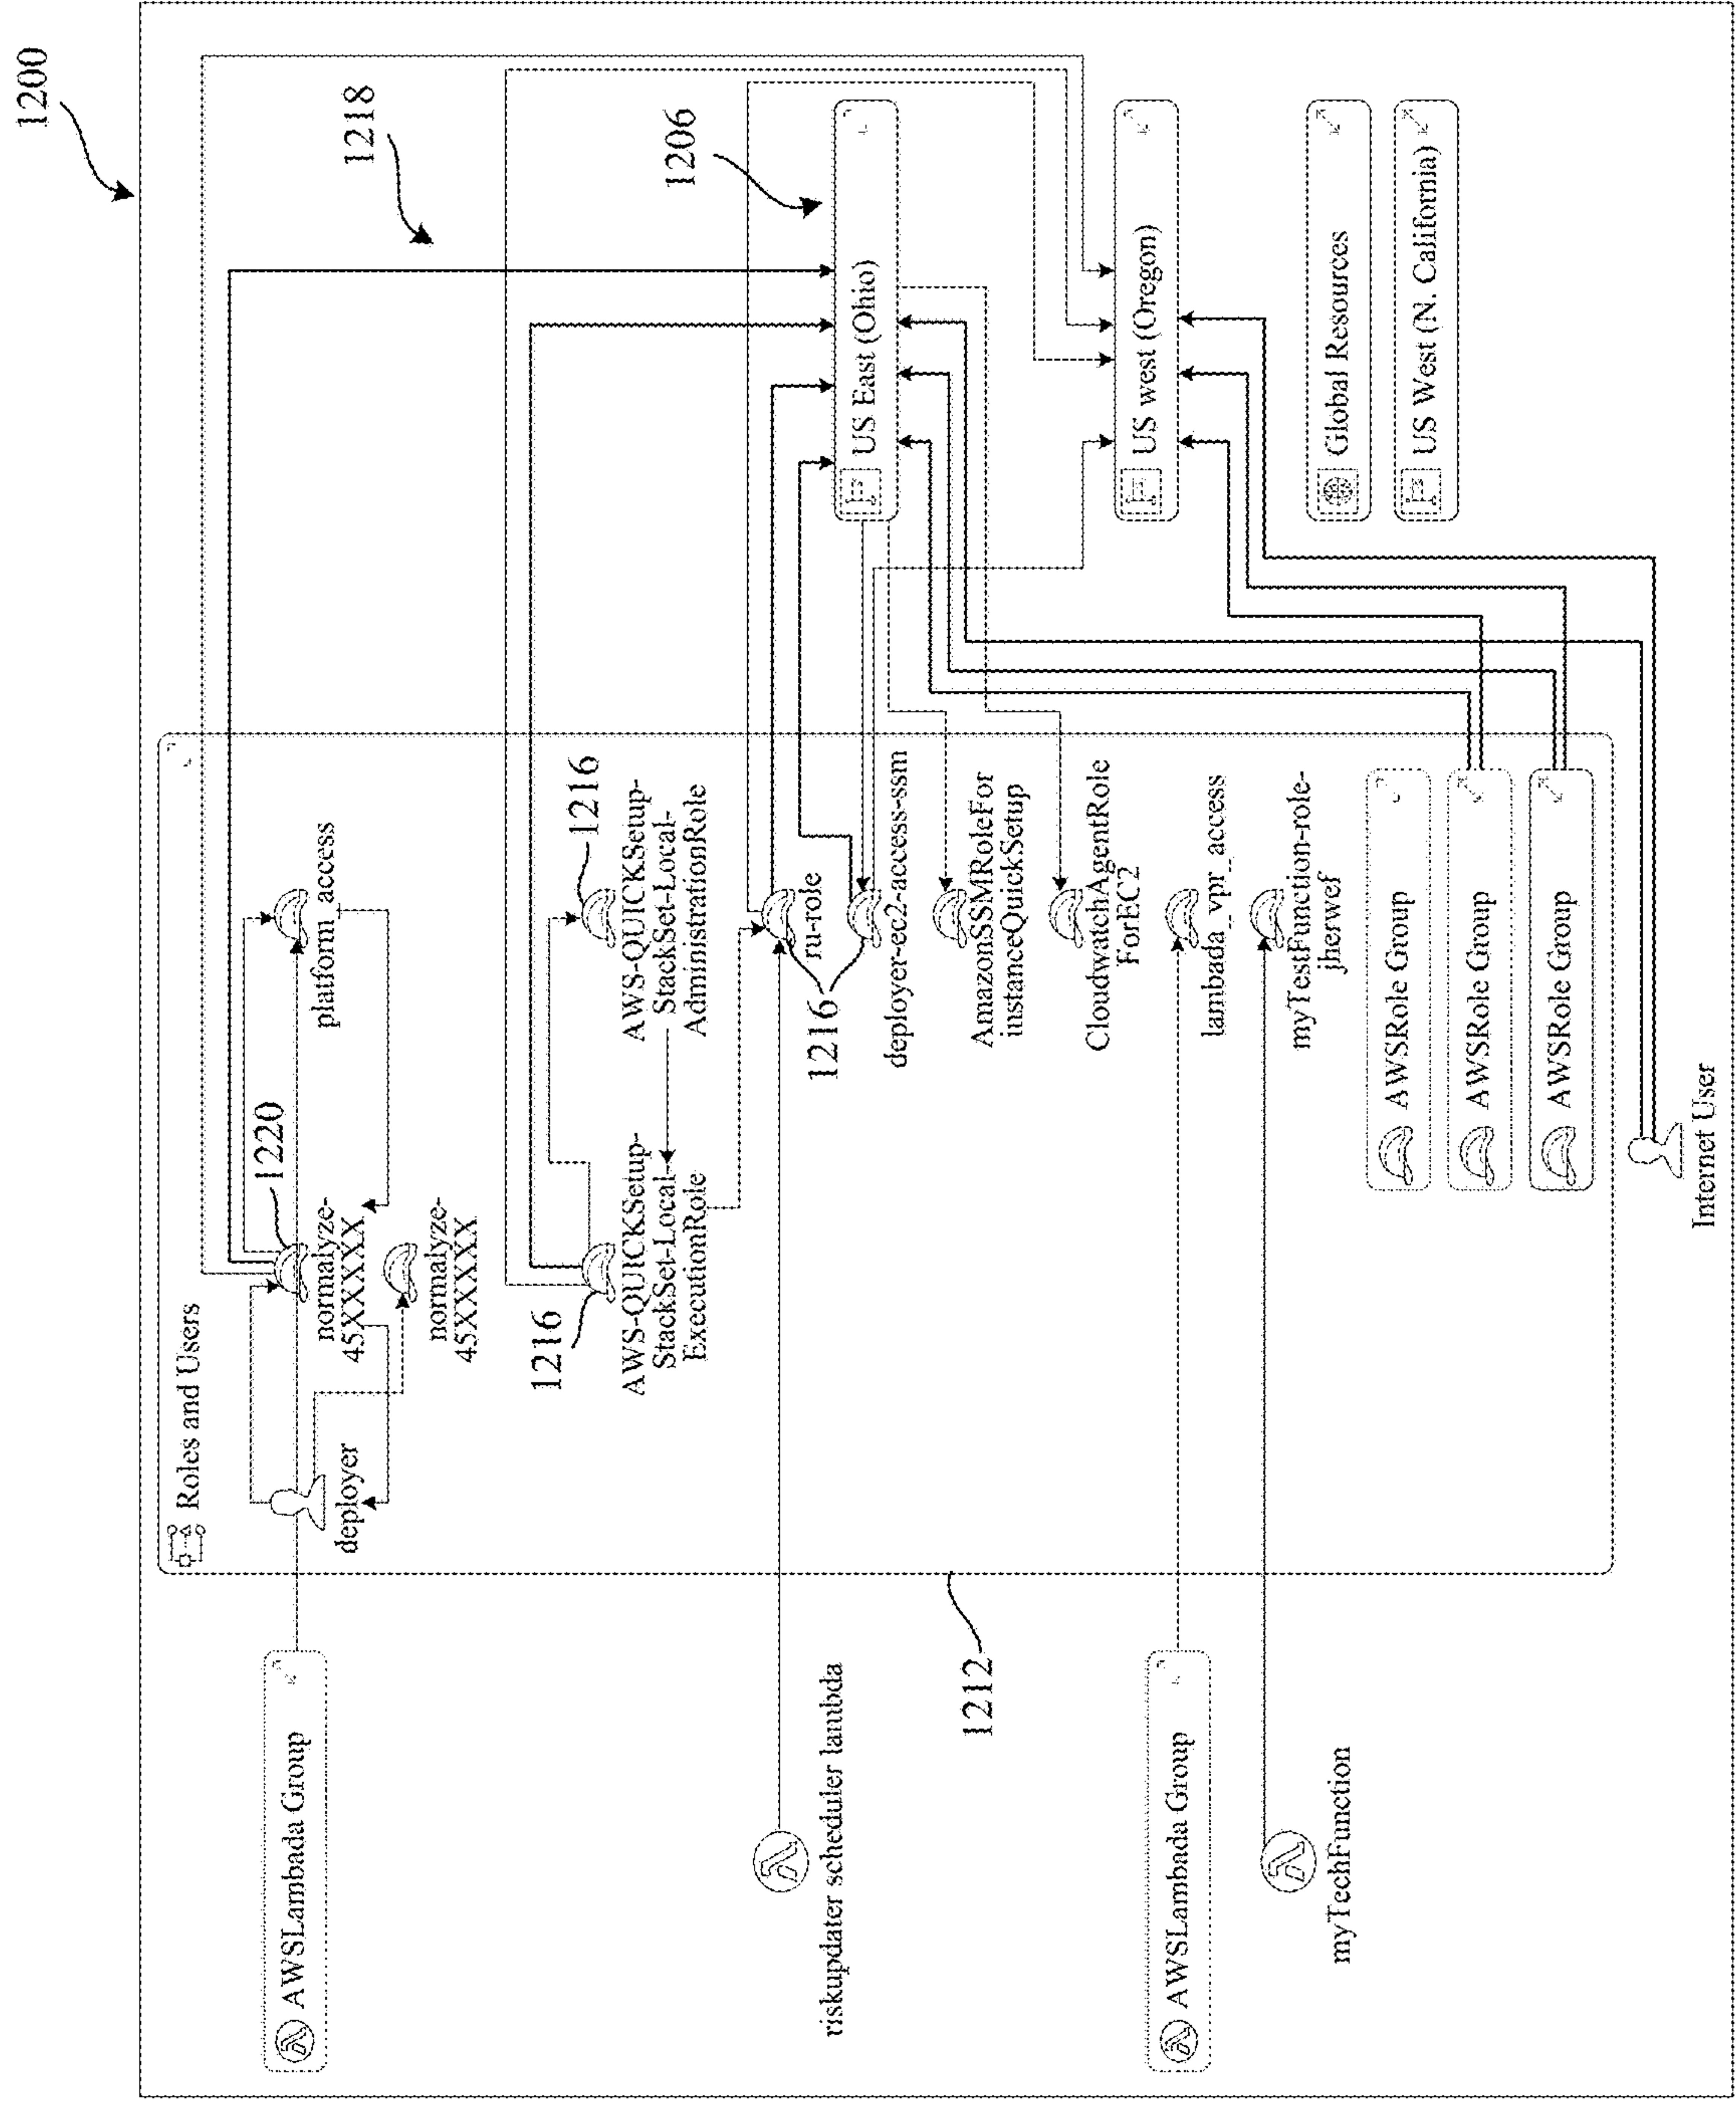 1200
1218
1206
Roles and Users
AWSLambada Group
deployer
normalyze-
45XXXXXX
1220
platform_access
normalyze-
45XXXXXX
1216
AWS-QUICKSetup-
StackSet-Local-
ExecutionRole
1216
AWS-QUICKSetup-
StackSet-Local-
AdministrationRole
riskupdater scheduler lambda
1216
ru-role
deployer-ec2-access-ssm
AmazonSSMRoleFor
instanceQuickSetup
CloudwatchAgentRole
ForEC2
1212
AWSLambada Group
lambada_vpr_access
myTechFunction
myTestFunction-role-
jherwef
AWSRole Group
AWSRole Group
AWSRole Group
Internet User
US East (Ohio)
US west (Oregon)
Global Resources
US West (N. California)